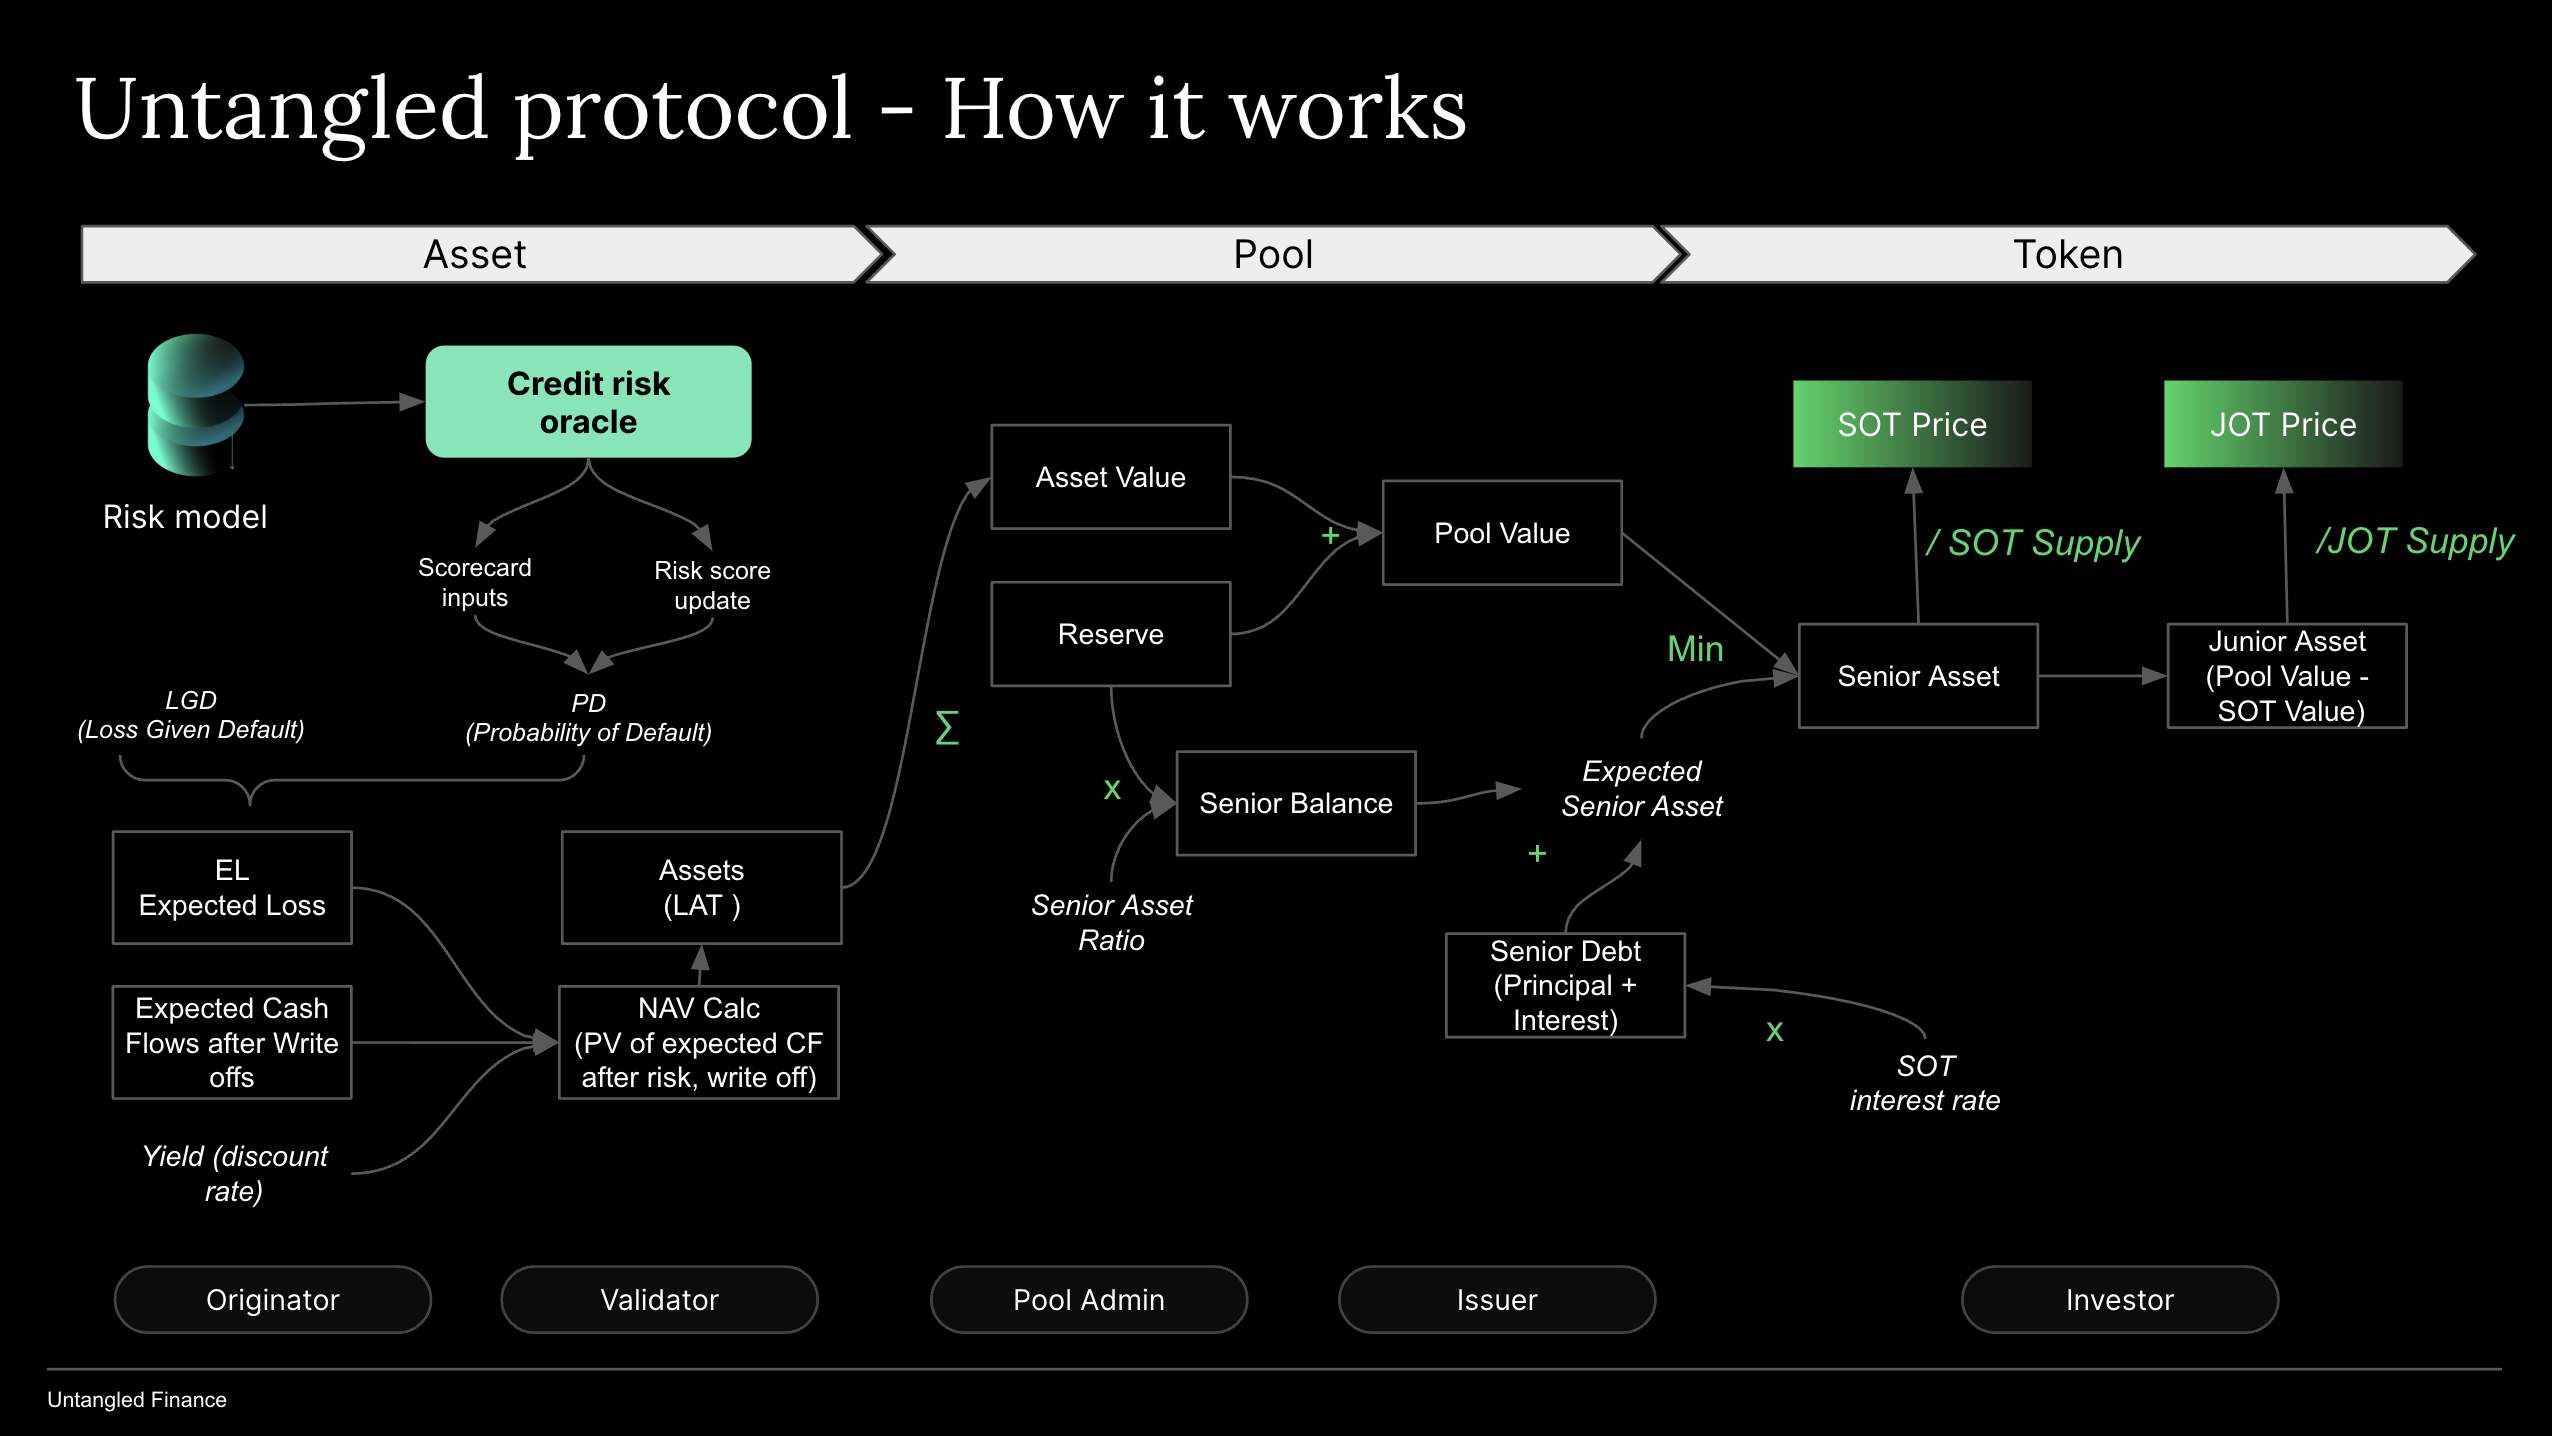 Untangled protocol - How it works
Asset
Pool
Token
Risk model
Credit risk
oracle
Scorecard
inputs
Risk score
update
LGD
(Loss Given Default)
PD
(Probability of Default)
EL
Expected Loss
Expected Cash
Flows after Write
offs
Yield (discount
rate)
Assets
(LAT )
NAV Calc
(PV of expected CF
after risk, write off)
Σ
Asset Value
Reserve
+
Pool Value
x
Senior Balance
Senior Asset
Ratio
Min
Expected
Senior Asset
+
Senior Debt
(Principal +
Interest)
x
SOT
interest rate
SOT Price
/ SOT Supply
Senior Asset
JOT Price
/JOT Supply
Junior Asset
(Pool Value -
SOT Value)
Originator
Validator
Pool Admin
Issuer
Investor
Untangled Finance